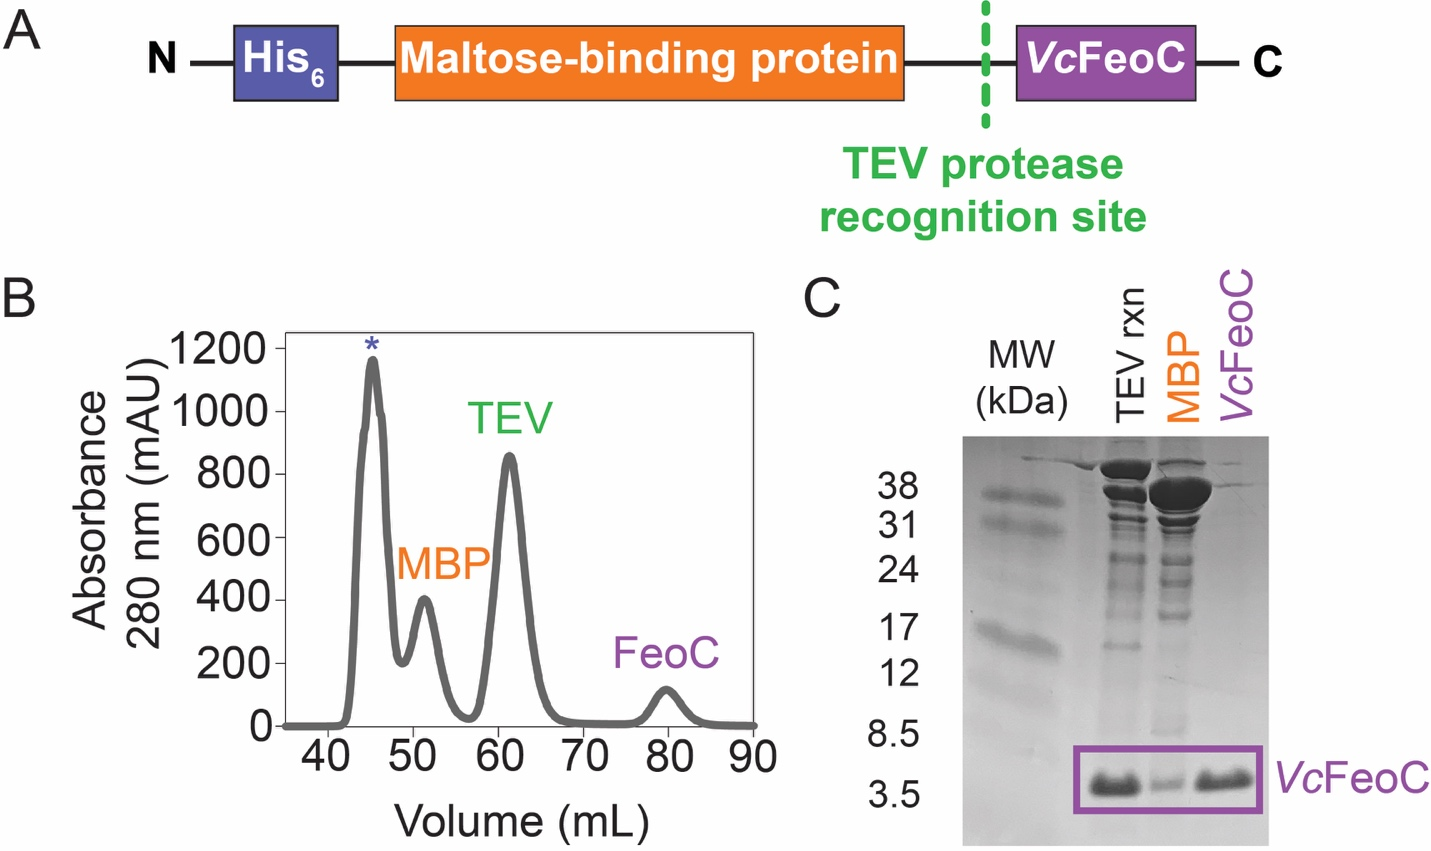 A
N His₆ Maltose-binding protein VcFeoC C
TEV protease
recognition site
B
Absorbance
280 nm (mAU)
1200
1000
800
600
400
200
0
*
MBP
TEV
FeoC
40 50 60 70 80 90
Volume (mL)
C
MW
(kDa)
TEV rxn
MBP
VcFeoC
38
31
24
17
12
8.5
3.5
VcFeoC